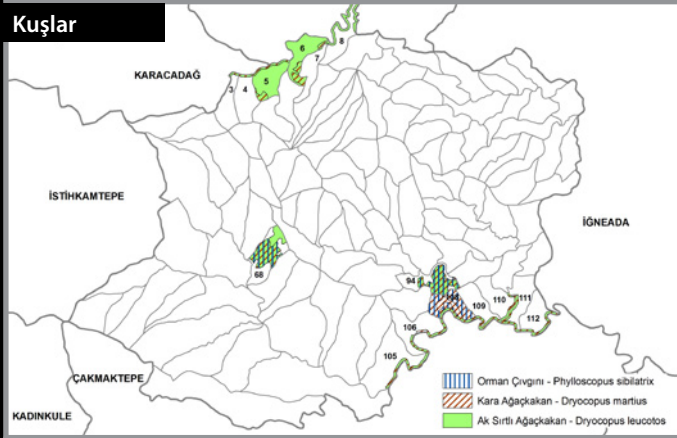 Kuşlar
KARACADAĞ
İSTİHKAMTEPE
İĞNEADA
ÇAKMAKTEPE
KADINKULE
3
4
5
6
7
8
68
94
105
106
109
110
111
112
Orman Çıvgını - Phylloscopus sibilatrix
Kara Ağaçkakan - Dryocopus martius
Ak Sırtlı Ağaçkakan - Dryocopus leucotos